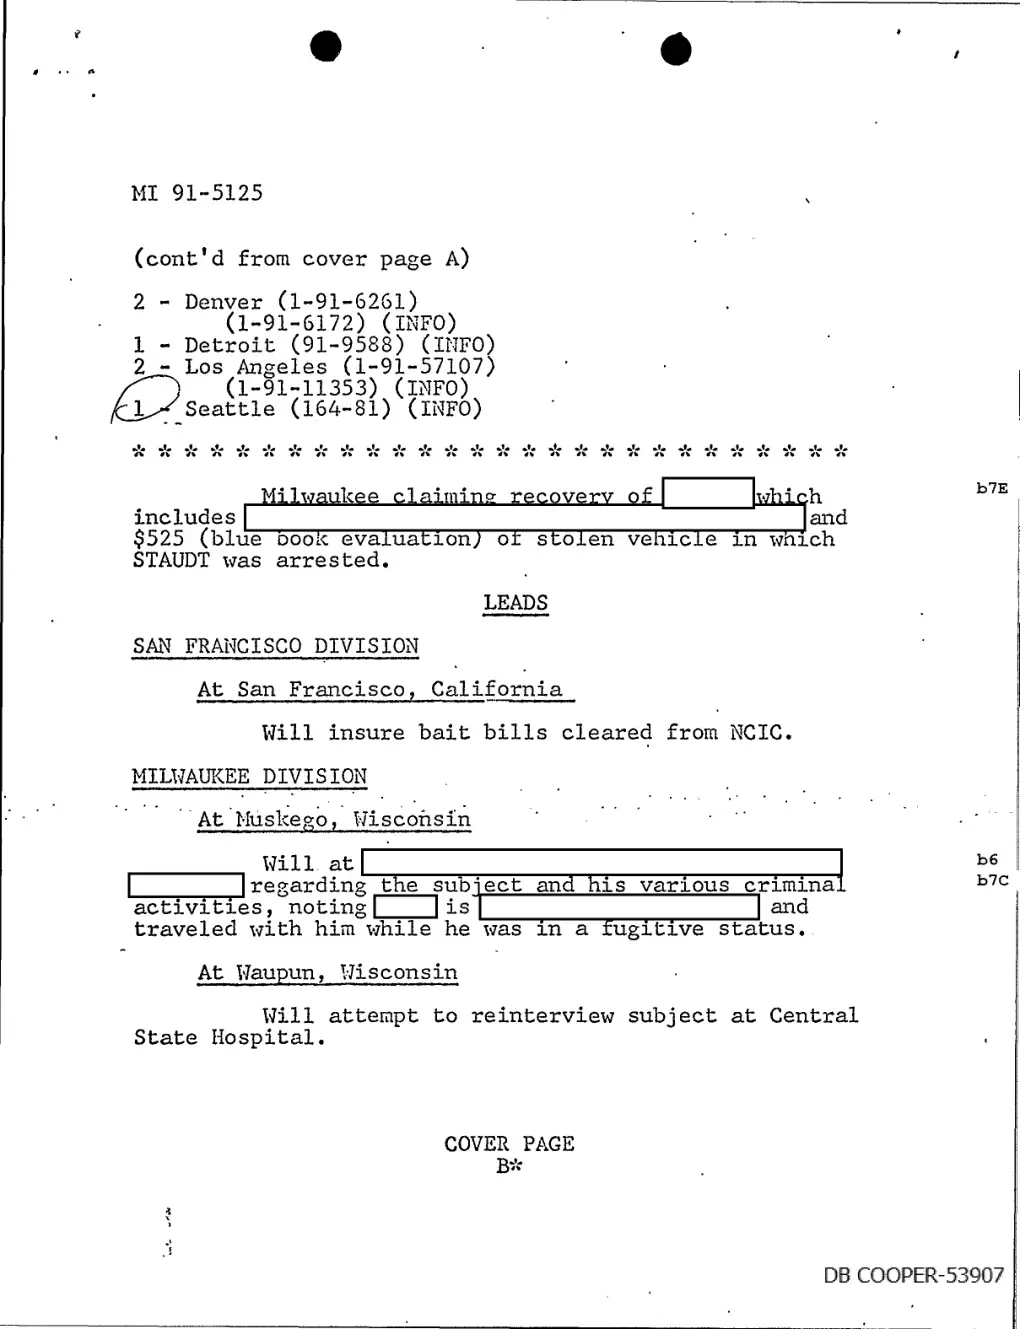 MI 91-5125
(cont'd from cover page A)
2 - Denver (1-91-6261)
(1-91-6172) (INFO)
1 - Detroit (91-9588) (INFO)
2 - Los Angeles (1-91-57107)
(1-91-11353) (INFO)
1 - Seattle (164-81) (INFO)
* * * * * * * * * * * * * * * * * * * * * * * * * * * *
Milwaukee claiming recovery of which b7E
includes and
$525 (blue book evaluation) of stolen vehicle in which
STAUDT was arrested.
LEADS
SAN FRANCISCO DIVISION
At San Francisco, California
Will insure bait bills cleared from NCIC.
MILWAUKEE DIVISION
At Muskego, Wisconsin
Will at b6
regarding the subject and his various criminal b7C
activities, noting is and
traveled with him while he was in a fugitive status.
At Waupun, Wisconsin
Will attempt to reinterview subject at Central
State Hospital.
COVER PAGE
B*
DB COOPER-53907